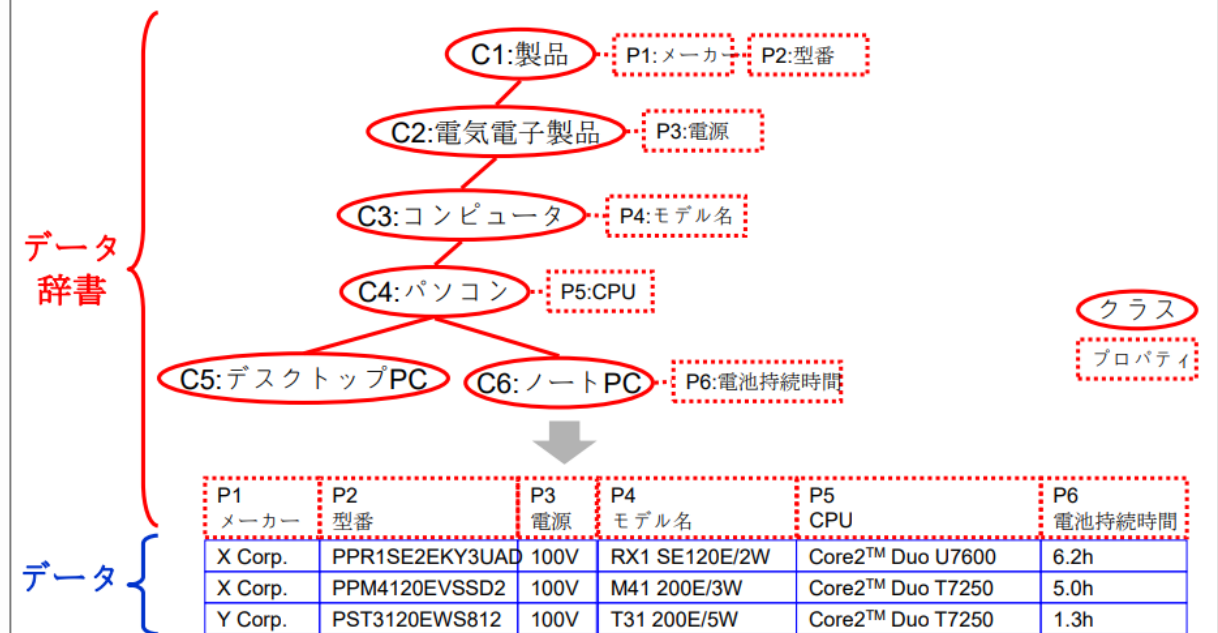 C1:製品 P1:メーカー P2:型番
C2:電気電子製品 P3:電源
C3:コンピュータ P4:モデル名
データ
辞書
C4:パソコン P5:CPU
クラス
プロパティ
C5:デスクトップPC C6:ノートPC P6:電池持続時間
P1 P2 P3 P4 P5 P6
メーカー 型番 電源 モデル名 CPU 電池持続時間
データ
X Corp. PPR1SE2EKY3UAD 100V RX1 SE120E/2W Core2™ Duo U7600 6.2h
X Corp. PPM4120EVSSD2 100V M41 200E/3W Core2™ Duo T7250 5.0h
Y Corp. PST3120EWS812 100V T31 200E/5W Core2™ Duo T7250 1.3h